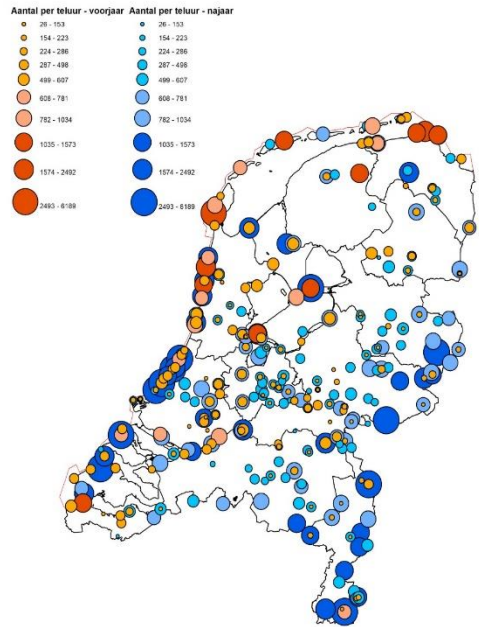 Aantal per teluur - voorjaar Aantal per teluur - najaar
26 - 153 26 - 153
154 - 223 154 - 223
224 - 286 224 - 286
287 - 498 287 - 498
499 - 607 499 - 607
608 - 781 608 - 781
782 - 1034 782 - 1034
1035 - 1573 1035 - 1573
1574 - 2492 1574 - 2492
2493 - 6189 2493 - 6189